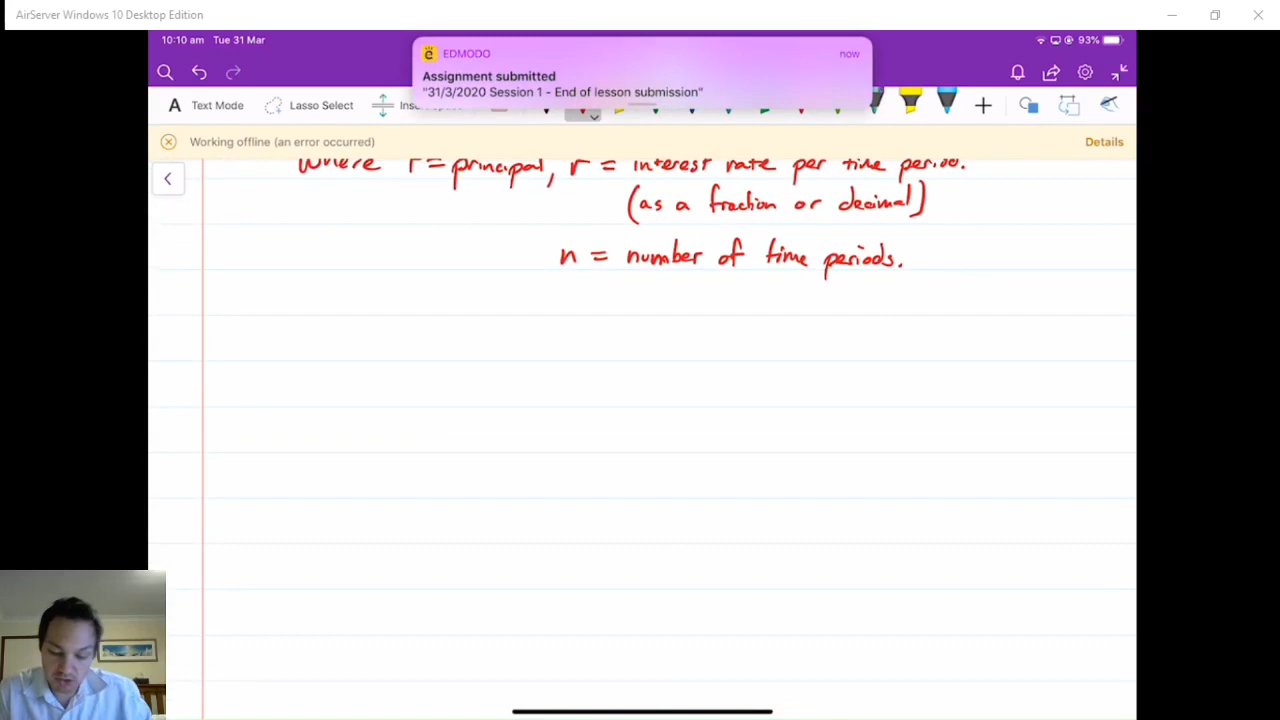 AirServer Windows 10 Desktop Edition
10:10 am Tue 31 Mar
93%
EDMODO
now
Assignment submitted
"31/3/2020 Session 1 - End of lesson submission"
Text Mode
Lasso Select
Working offline (an error occurred)
Details
Where P = principal, r = interest rate per time period.
(as a fraction or decimal)
n = number of time periods.